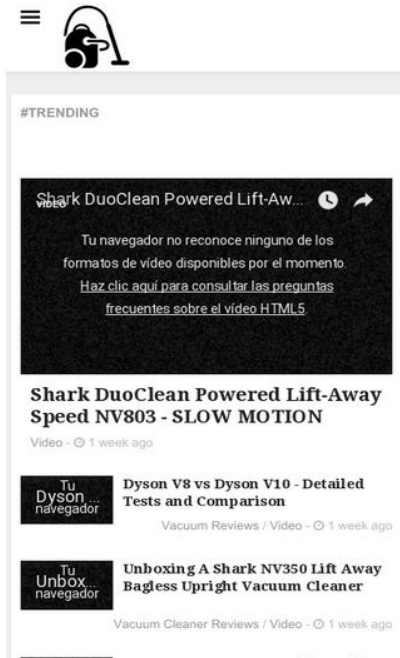 #TRENDING
Shark DuoClean Powered Lift-Aw...
VIDEO
Tu navegador no reconoce ninguno de los
formatos de vídeo disponibles por el momento.
Haz clic aquí para consultar las preguntas
frecuentes sobre el vídeo HTML5.
Shark DuoClean Powered Lift-Away
Speed NV803 - SLOW MOTION
Video - 1 week ago
Tu
Dyson ...
navegador
Dyson V8 vs Dyson V10 - Detailed
Tests and Comparison
Vacuum Reviews / Video - 1 week ago
Tu
Unbox...
navegador
Unboxing A Shark NV350 Lift Away
Bagless Upright Vacuum Cleaner
Vacuum Cleaner Reviews / Video - 1 week ago